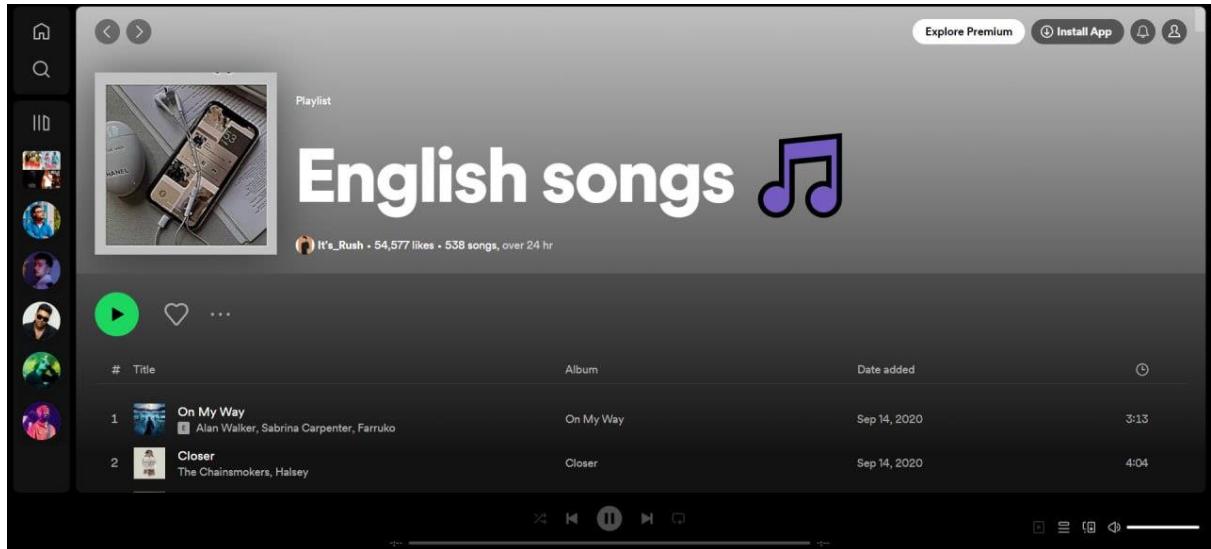 Explore Premium
Install App
Playlist
English songs
It's_Rush • 54,577 likes • 538 songs, over 24 hr
# Title Album Date added
1 On My Way On My Way Sep 14, 2020 3:13
E Alan Walker, Sabrina Carpenter, Farruko
2 Closer Closer Sep 14, 2020 4:04
The Chainsmokers, Halsey
-:-- -:--